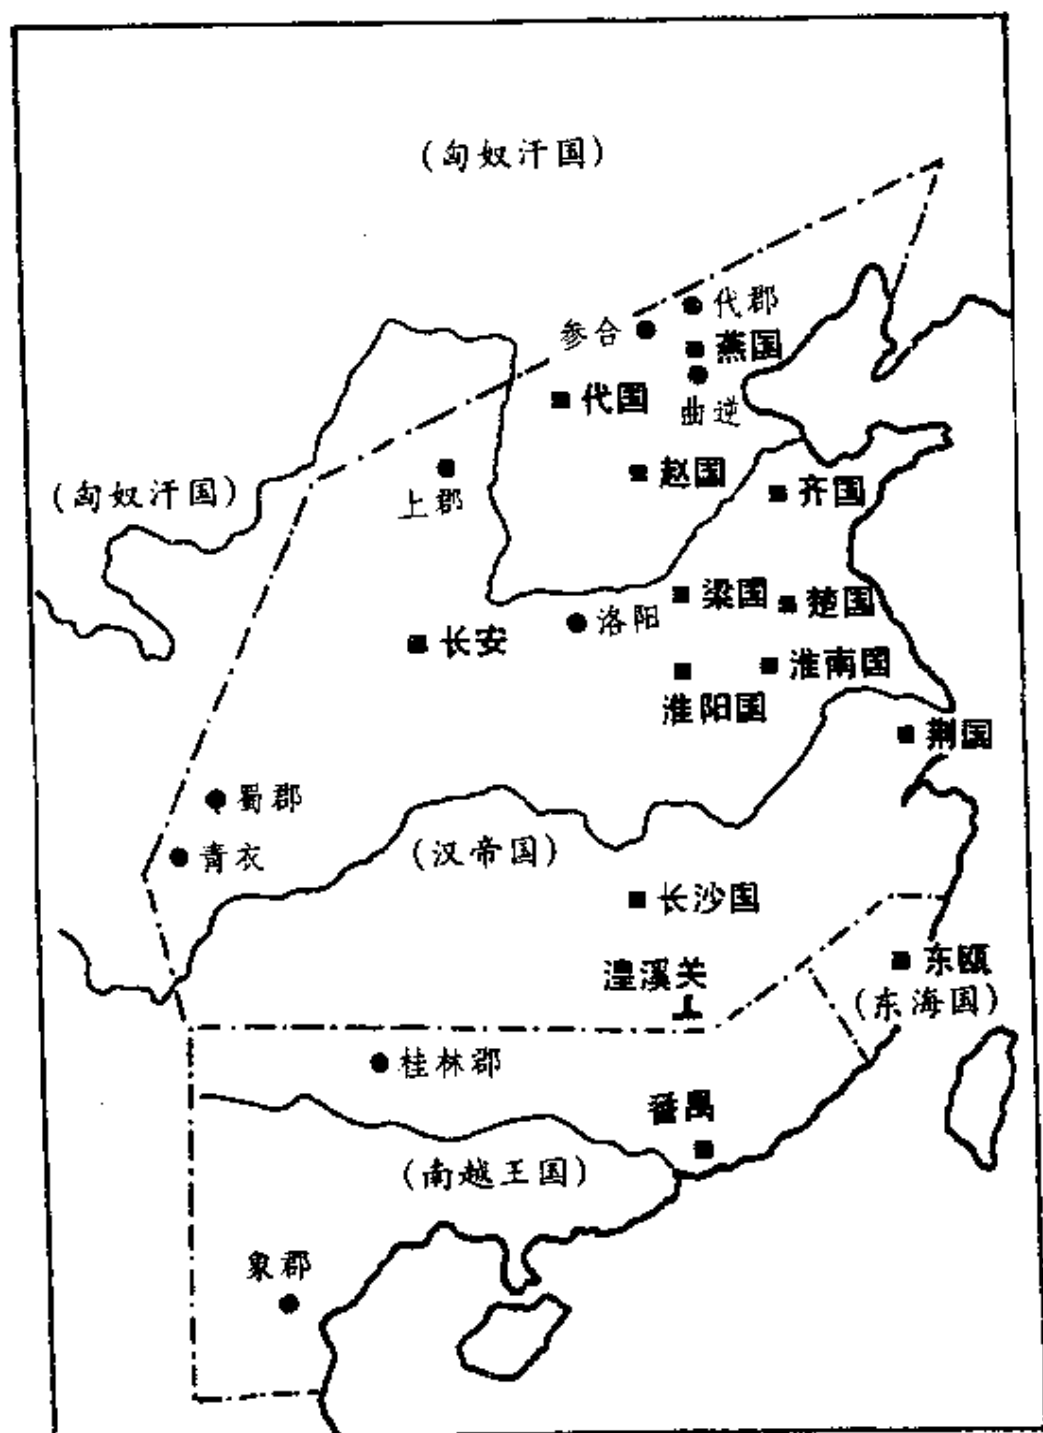 (匈奴汗国)
代郡
参合
燕国
代国
曲逆
赵国
(匈奴汗国)
上郡
齐国
梁国
楚国
洛阳
长安
淮南国
淮阳国
荆国
蜀郡
青衣
(汉帝国)
长沙国
湟溪关
东瓯
(东海国)
桂林郡
番禺
(南越王国)
象郡